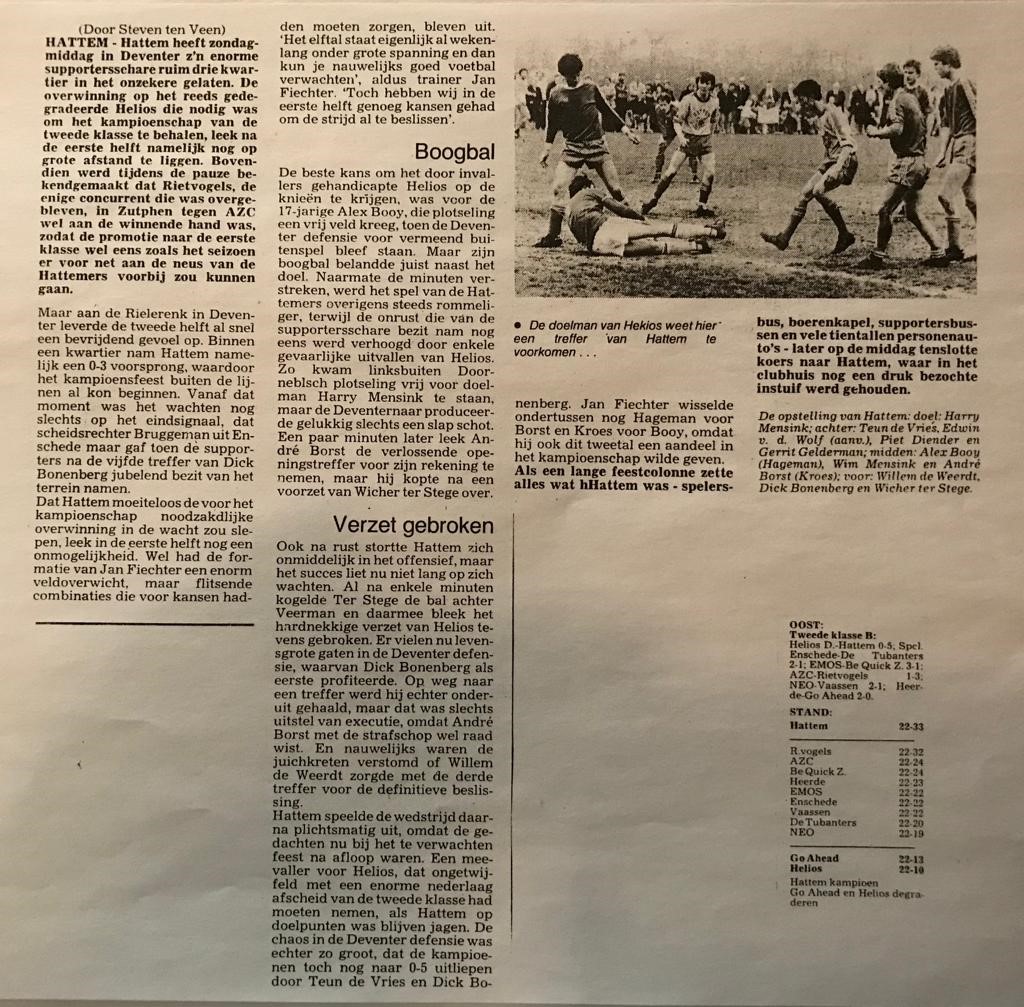 (Door Steven ten Veen)
HATTEM - Hattem heeft zondag-
middag in Deventer z'n enorme
supportersschare ruim drie kwar-
tier in het onzekere gelaten. De
overwinning op het reeds gede-
gradeerde Helios die nodig was
om het kampioenschap van de
tweede klasse te behalen, leek na
de eerste helft namelijk nog op
grote afstand te liggen. Boven-
dien werd tijdens de pauze be-
kendgemaakt dat Rietvogels, de
enige concurrent die was overge-
bleven, in Zutphen tegen AZC
wel aan de winnende hand was,
zodat de promotie naar de eerste
klasse wel eens zoals het seizoen
er voor net aan de neus van de
Hattemers voorbij zou kunnen
gaan.
Maar aan de Rielerenk in Deven-
ter leverde de tweede helft al snel
een bevrijdend gevoel op. Binnen
een kwartier nam Hattem name-
lijk een 0-3 voorsprong, waardoor
het kampioensfeest buiten de lij-
nen al kon beginnen. Vanaf dat
moment was het wachten nog
slechts op het eindsignaal, dat
scheidsrechter Bruggeman uit En-
schede maar gaf toen de suppor-
ters na de vijfde treffer van Dick
Bonenberg jubelend bezit van het
terrein namen.
Dat Hattem moeiteloos de voor het
kampioenschap noodzakdlijke
overwinning in de wacht zou sle-
pen, leek in de eerste helft nog een
onmogelijkheid. Wel had de for-
matie van Jan Fiechter een enorm
veldoverwicht, maar flitsende
combinaties die voor kansen had-
den moeten zorgen, bleven uit.
'Het elftal staat eigenlijk al weken-
lang onder grote spanning en dan
kun je nauwelijks goed voetbal
verwachten', aldus trainer Jan
Fiechter. 'Toch hebben wij in de
eerste helft genoeg kansen gehad
om de strijd al te beslissen'.
Boogbal
De beste kans om het door inval-
lers gehandicapte Helios op de
knieën te krijgen, was voor de
17-jarige Alex Booy, die plotseling
een vrij veld kreeg, toen de Deven-
ter defensie voor vermeend bui-
tenspel bleef staan. Maar zijn
boogbal belandde juist naast het
doel. Naarmate de minuten ver-
streken, werd het spel van de Hat-
temers overigens steeds rommeli-
ger, terwijl de onrust die van de
supportersschare bezit nam nog
eens werd verhoogd door enkele
gevaarlijke uitvallen van Helios.
Zo kwam linksbuiten Door-
neblsch plotseling vrij voor doel-
man Harry Mensink te staan,
maar de Deventernaar produceer-
de gelukkig slechts een slap schot.
Een paar minuten later leek An-
dré Borst de verlossende ope-
ningstreffer voor zijn rekening te
nemen, maar hij kopte na een
voorzet van Wicher ter Stege over.
Verzet gebroken
Ook na rust stortte Hattem zich
onmiddelijk in het offensief, maar
het succes liet nu niet lang op zich
wachten. Al na enkele minuten
kogelde Ter Stege de bal achter
Veerman en daarmee bleek het
hardnekkige verzet van Helios te-
vens gebroken. Er vielen nu leven-
sgrote gaten in de Deventer defen-
sie, waarvan Dick Bonenberg als
eerste profiteerde. Op weg naar
een treffer werd hij echter onder-
uit gehaald, maar dat was slechts
uitstel van executie, omdat André
Borst met de strafschop wel raad
wist. En nauwelijks waren de
juichkreten verstomd of Willem
de Weerdt zorgde met de derde
treffer voor de definitieve beslis-
sing.
Hattem speelde de wedstrijd daar-
na plichtsmatig uit, omdat de ge-
dachten nu bij het te verwachten
feest na afloop waren. Een mee-
valler voor Helios, dat ongetwij-
feld met een enorme nederlaag
afscheid van de tweede klasse had
moeten nemen, als Hattem op
doelpunten was blijven jagen. De
chaos in de Deventer defensie was
echter zo groot, dat de kampioe-
nen toch nog naar 0-5 uitliepen
door Teun de Vries en Dick Bo-
• De doelman van Hekios weet hier
een treffer van Hattem te
voorkomen . . .
nenberg. Jan Fiechter wisselde
ondertussen nog Hageman voor
Borst en Kroes voor Booy, omdat
hij ook dit tweetal een aandeel in
het kampioenschap wilde geven.
Als een lange feestcolonne zette
alles wat hHattem was - spelers-
bus, boerenkapel, supportersbus-
sen en vele tientallen personenau-
to's - later op de middag tenslotte
koers naar Hattem, waar in het
clubhuis nog een druk bezochte
instuif werd gehouden.
De opstelling van Hattem: doel: Harry
Mensink; achter: Teun de Vries, Edwin
v. d. Wolf (aanv.), Piet Diender en
Gerrit Gelderman; midden: Alex Booy
(Hageman), Wim Mensink en André
Borst (Kroes); voor: Willem de Weerdt,
Dick Bonenberg en Wicher ter Stege.
OOST:
Tweede klasse B:
Helios D.-Hattem 0-5; Spcl.
Enschede-De Tubanters
2-1; EMOS-Be Quick Z. 3-1;
AZC-Rietvogels 1-3;
NEO-Vaassen 2-1; Heer-
de-Go Ahead 2-0.
STAND:
Hattem 22-33
R.vogels 22-32
AZC 22-24
Be Quick Z. 22-24
Heerde 22-23
EMOS 22-22
Enschede 22-22
Vaassen 22-22
De Tubanters 22-20
NEO 22-19
Go Ahead 22-13
Helios 22-10
Hattem kampioen
Go Ahead en Helios degra-
deren